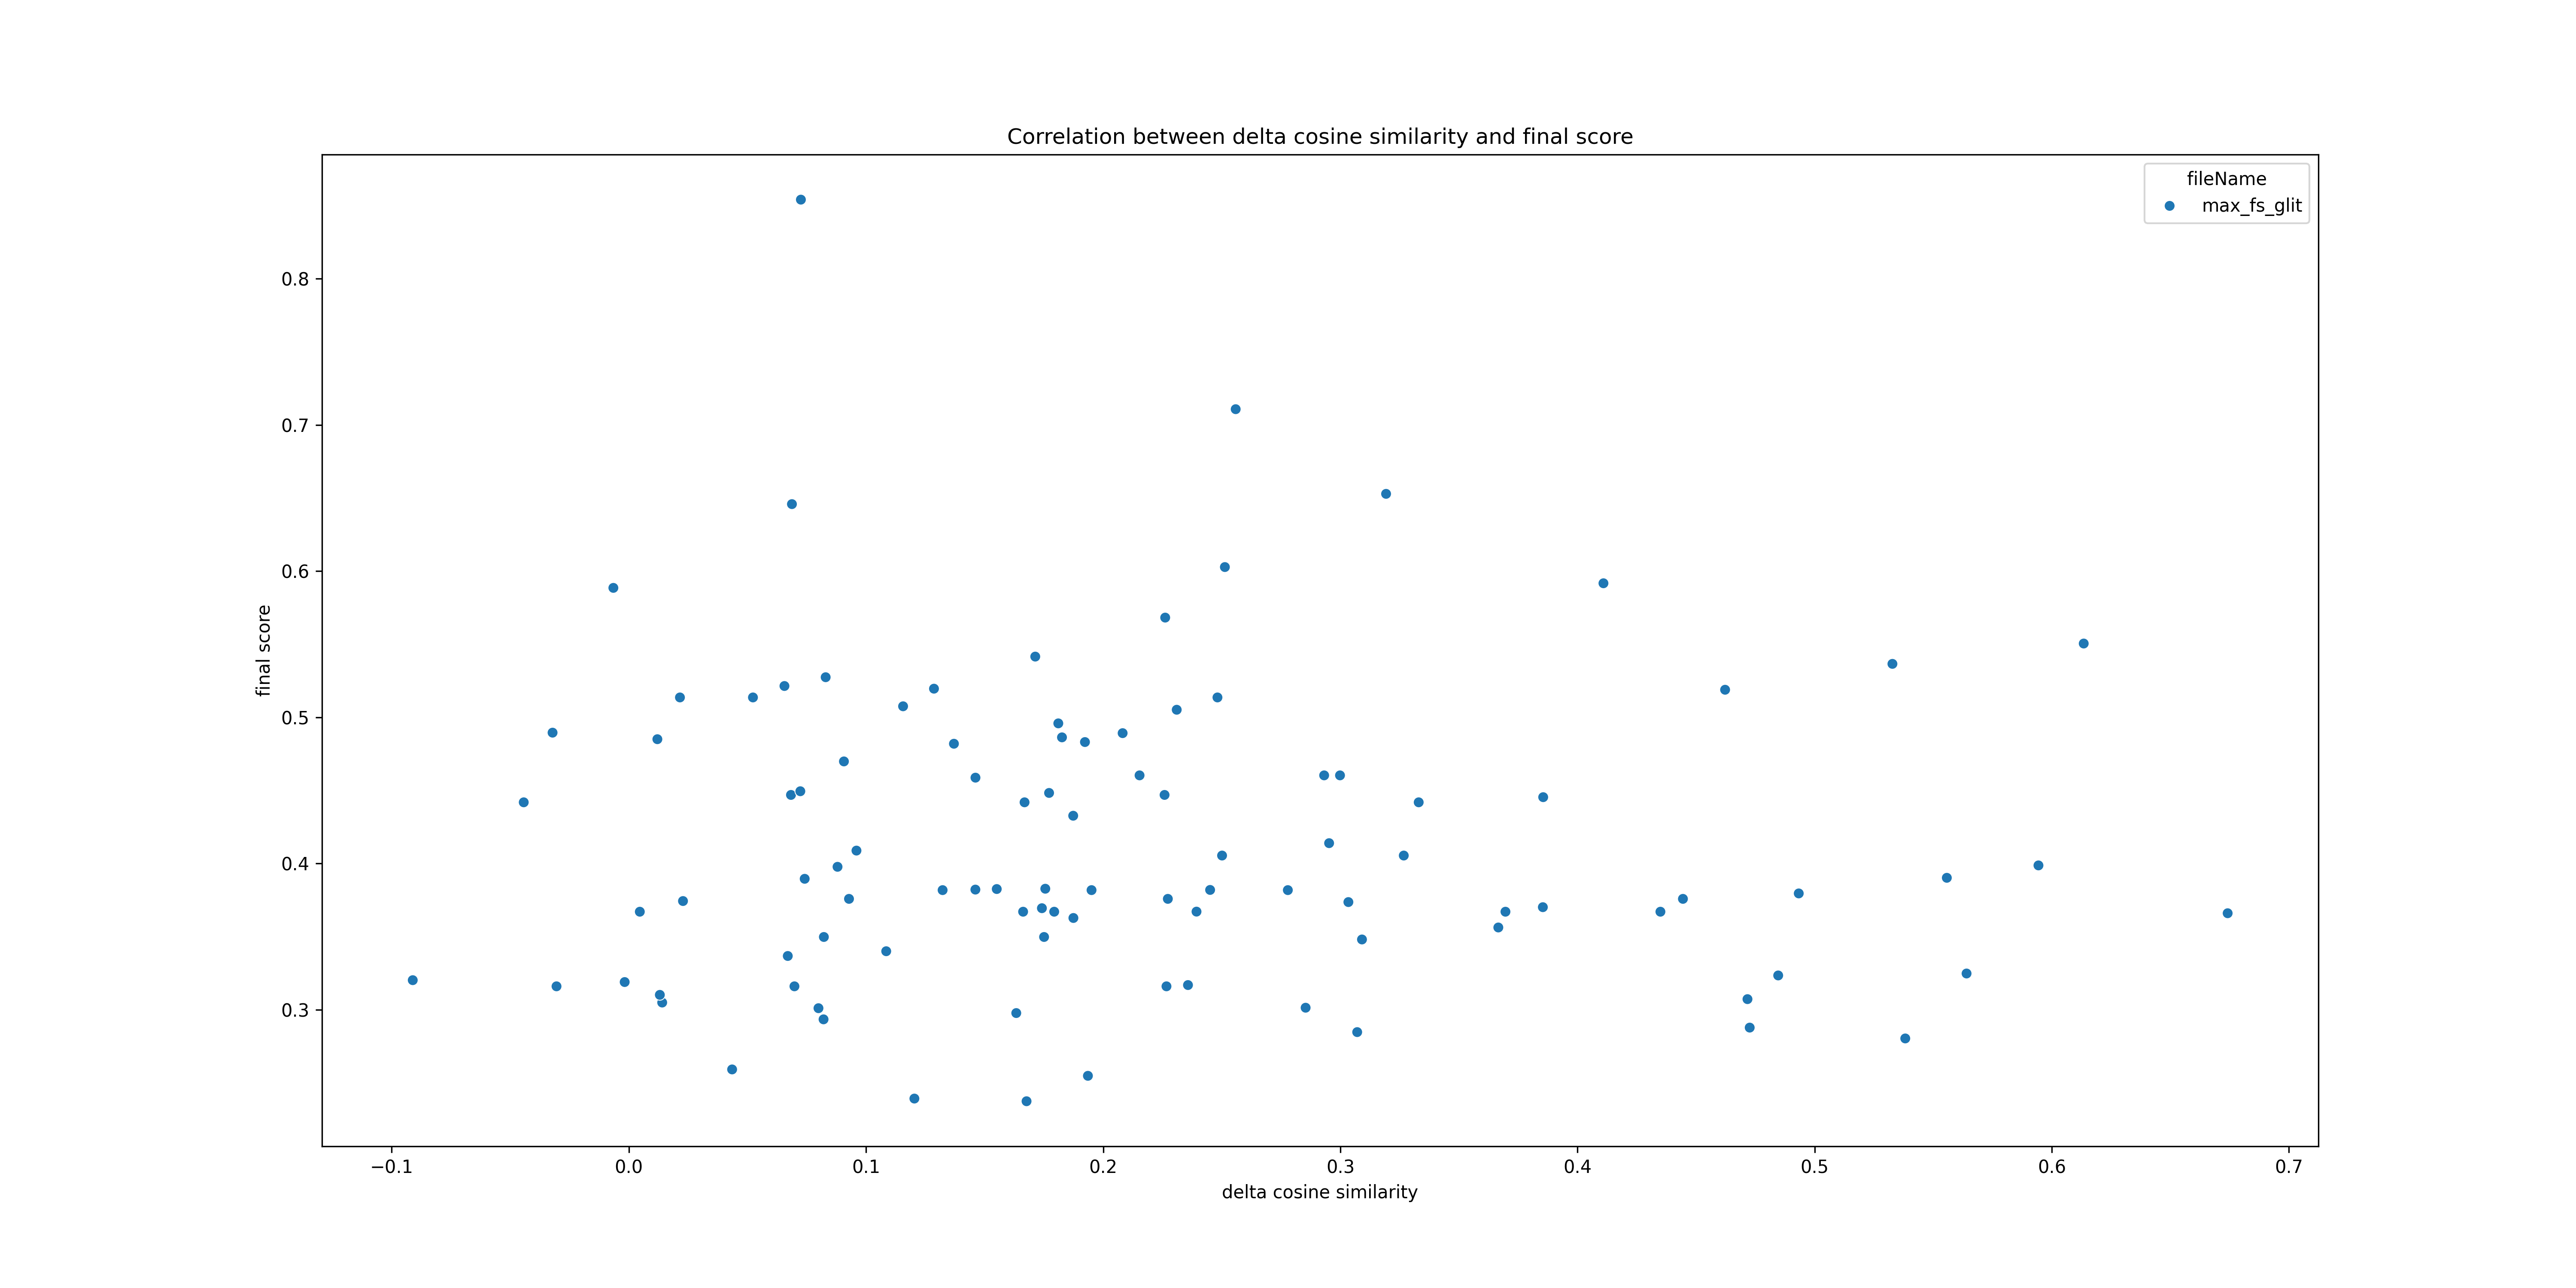 Correlation between delta cosine similarity and final score
fileName
max_fs_glit
final score
0.8
0.7
0.6
0.5
0.4
0.3
−0.1 0.0 0.1 0.2 0.3 0.4 0.5 0.6 0.7
delta cosine similarity